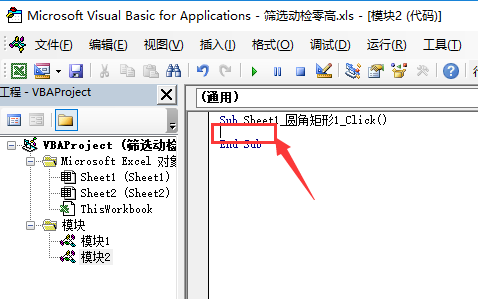 Microsoft Visual Basic for Applications - 筛选动检零高.xls - [模块2 (代码)]
文件(F) 编辑(E) 视图(V) 插入(I) 格式(O) 调试(D) 运行(R) 工具(T)
行
工程 - VBAProject
VBAProject (筛选动检
Microsoft Excel 对象
Sheet1 (Sheet1)
Sheet2 (Sheet2)
ThisWorkbook
模块
模块1
模块2
(通用)
Sub Sheet1_圆角矩形1_Click()
End Sub